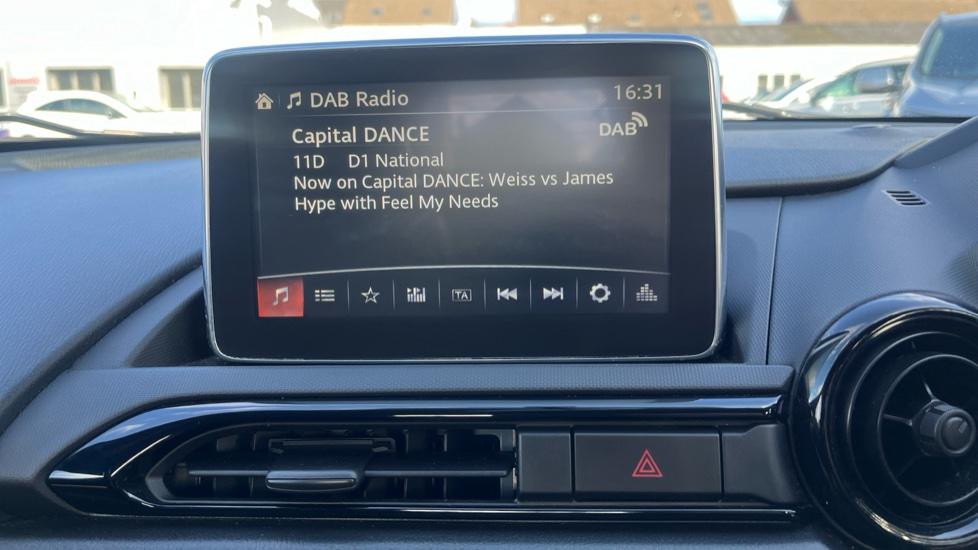 DAB Radio 16:31
Capital DANCE DAB
11D D1 National
Now on Capital DANCE: Weiss vs James
Hype with Feel My Needs
TA